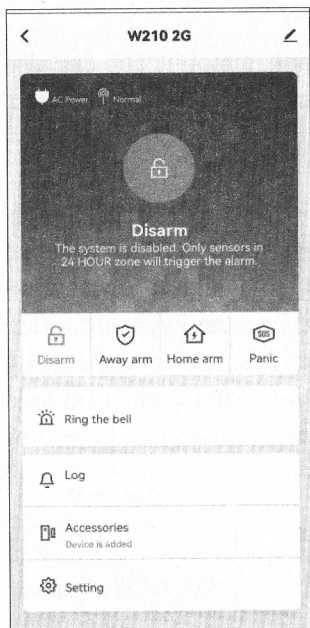 W210 2G
AC Power Normal
Disarm
The system is disabled. Only sensors in
24 HOUR zone will trigger the alarm.
Disarm Away arm Home arm SOS Panic
Ring the bell
Log
Accessories
Device is added
Setting